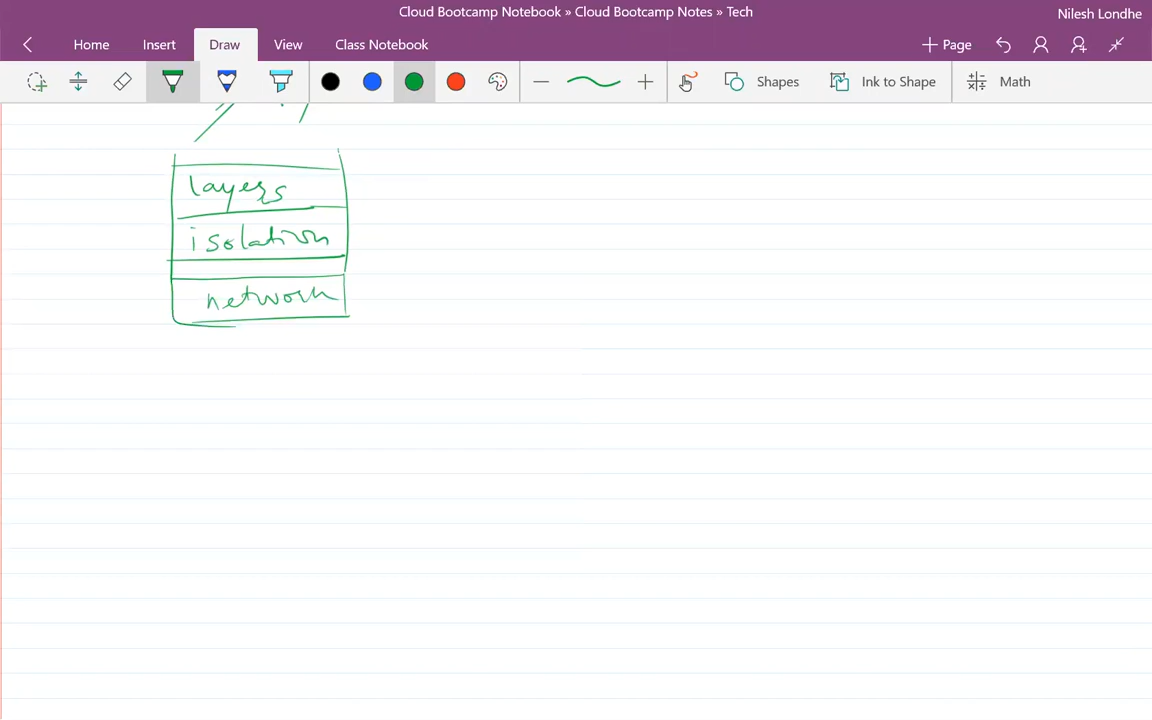 Cloud Bootcamp Notebook » Cloud Bootcamp Notes » Tech
Nilesh Londhe
Home Insert Draw View Class Notebook Page
Shapes Ink to Shape Math
layers
isolation
network